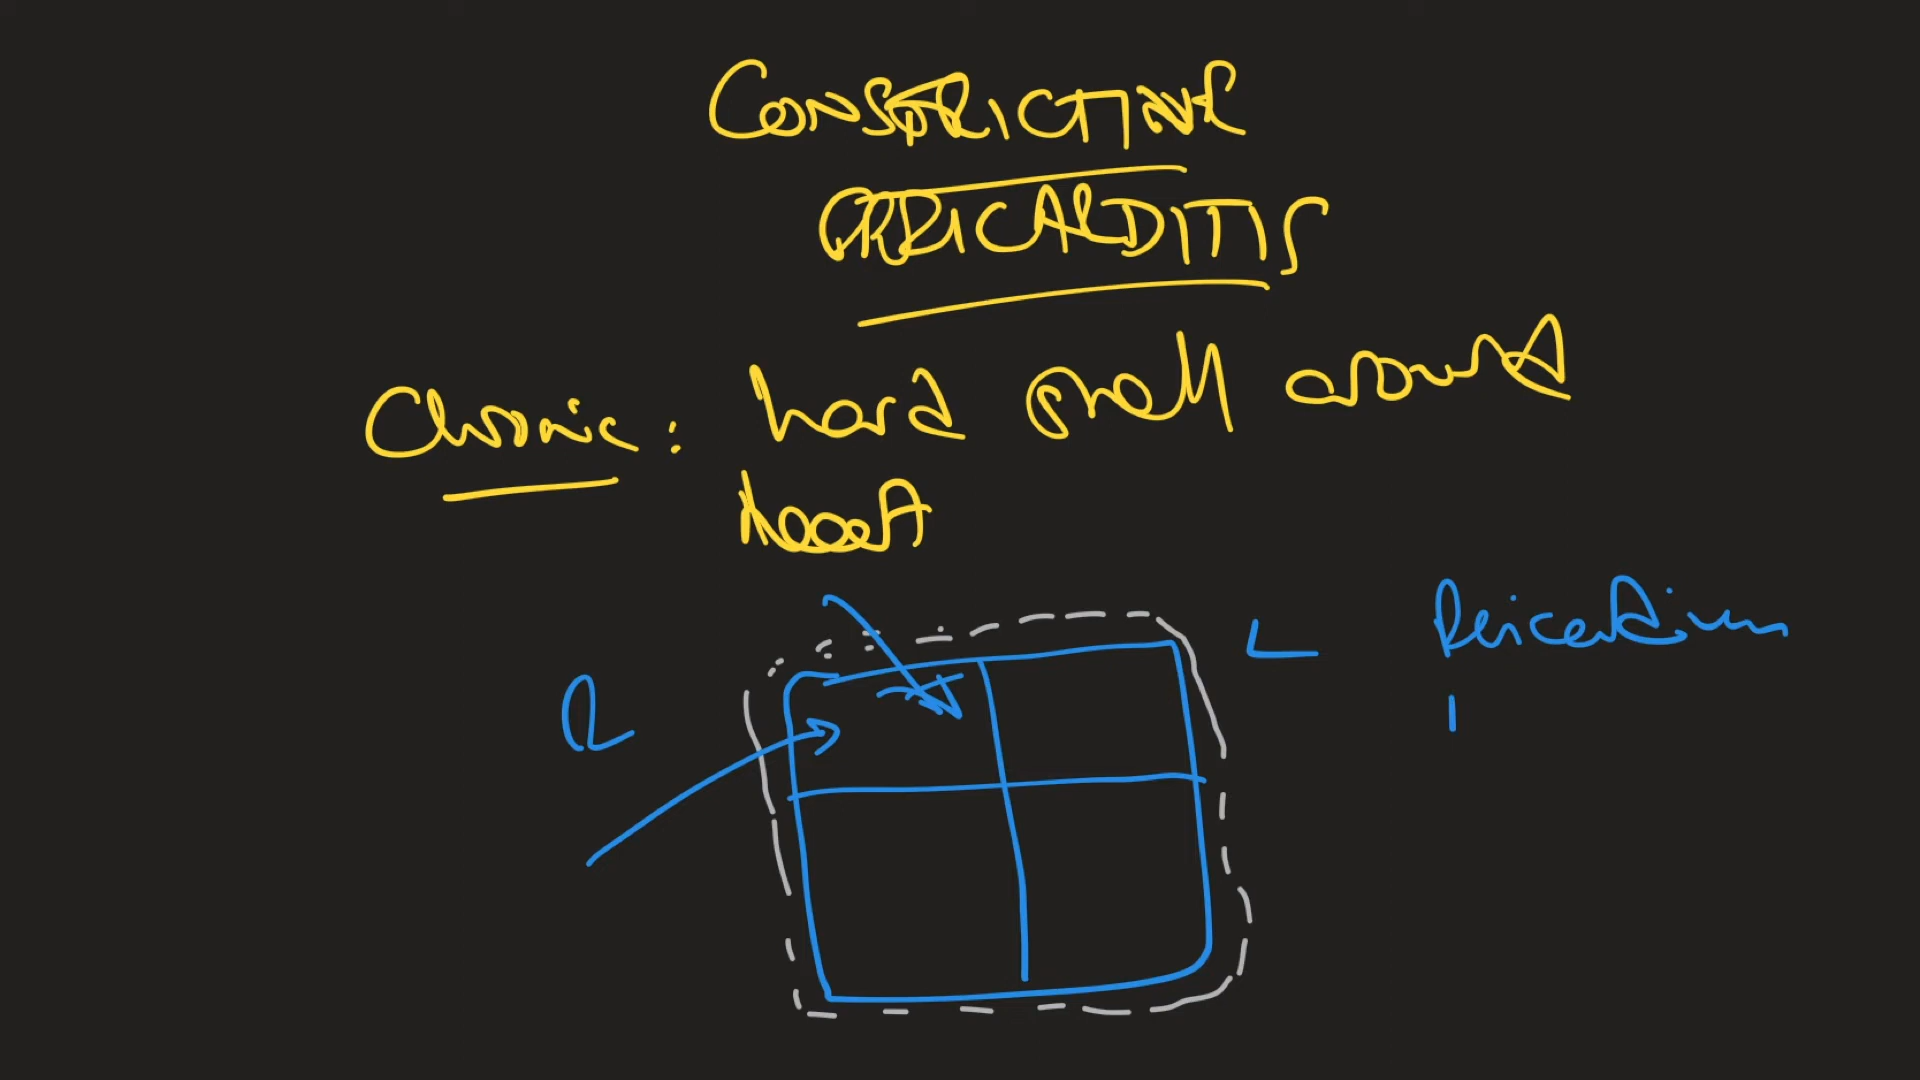 CONSTRICTIVE
PERICARDITIS
Chronic: hard shell around
heart
Pericardium
R